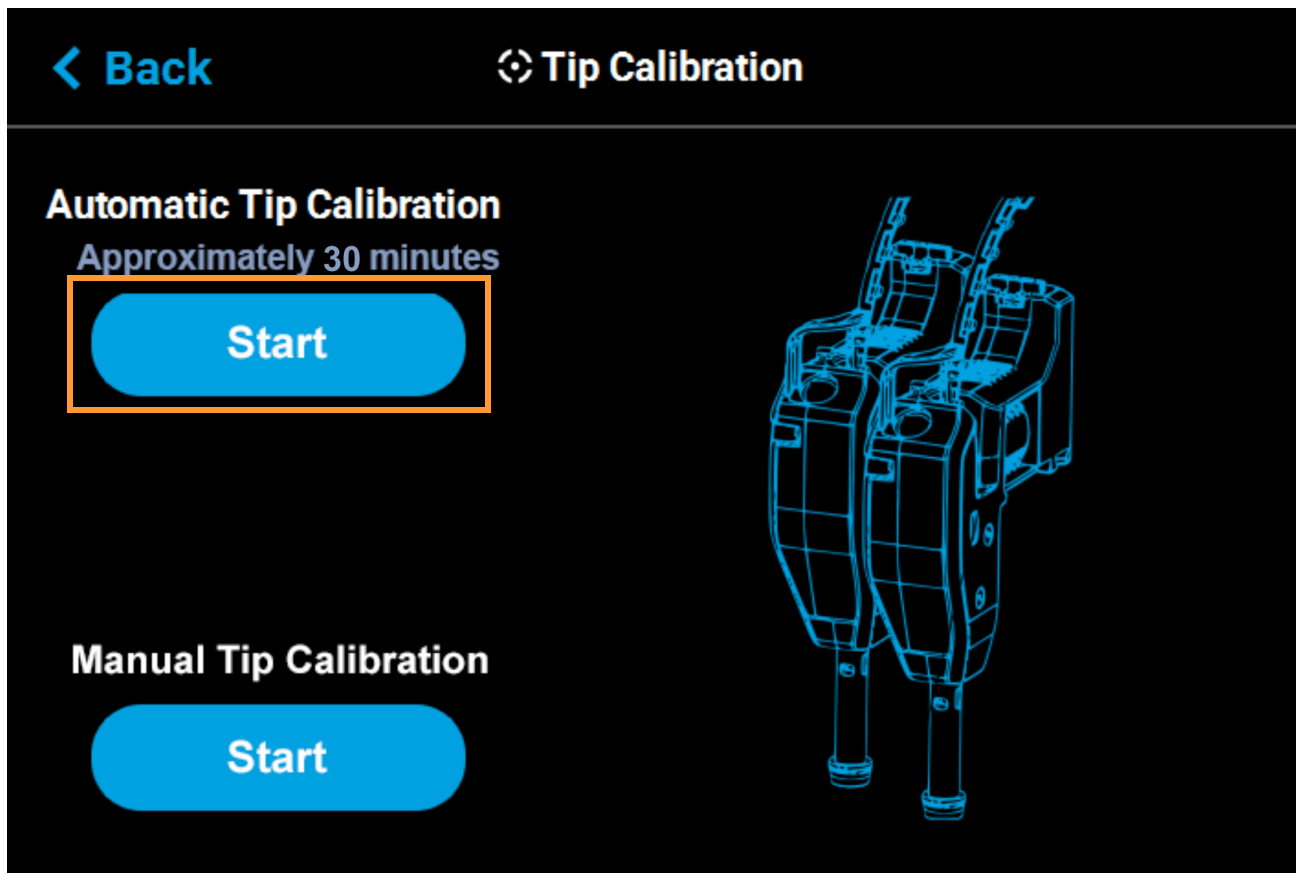 Back
Tip Calibration
Automatic Tip Calibration
Approximately 30 minutes
Start
Manual Tip Calibration
Start